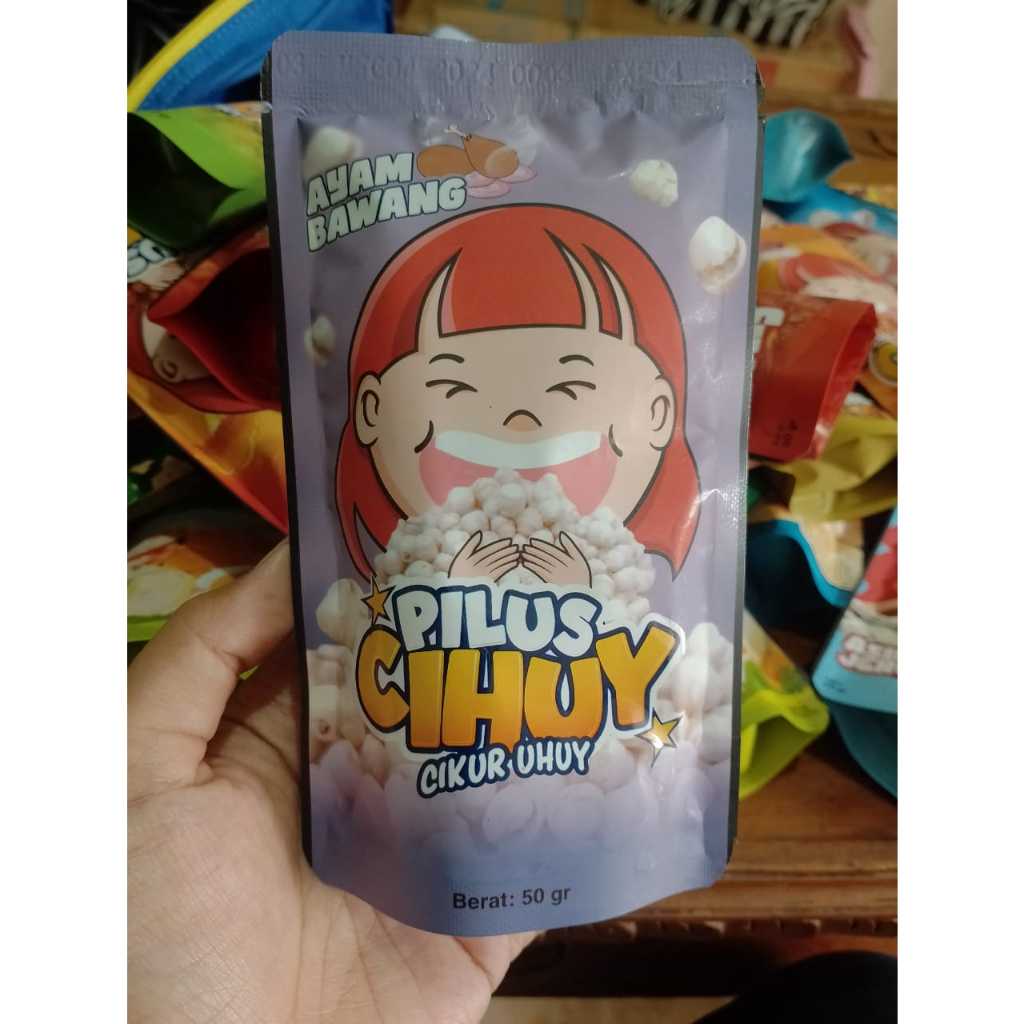 AYAM
BAWANG
PILUS
CIHUY
CIKUR UHUY
Berat: 50 gr